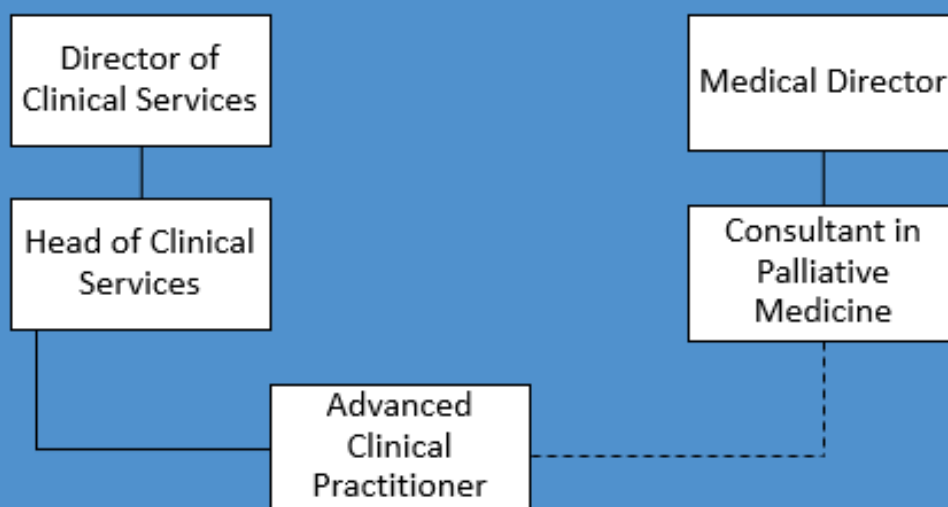 Director of
Clinical Services
Medical Director
Head of Clinical
Services
Consultant in
Palliative
Medicine
Advanced
Clinical
Practitioner